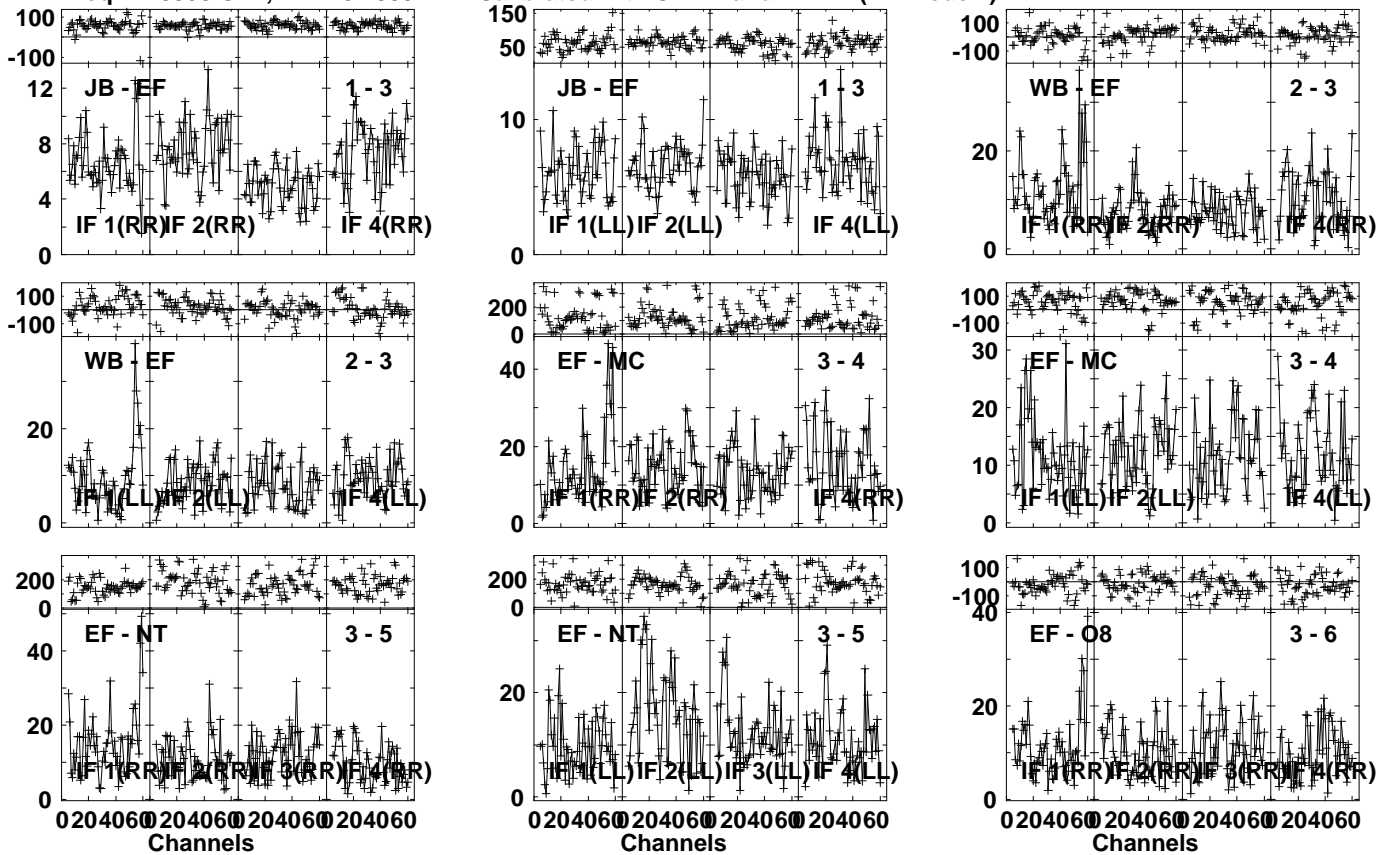 100
-100
JB - EF 1 - 3
12
8
4
0
IF 1(RR) IF 2(RR) IF 4(RR)
150
50
JB - EF 1 - 3
10
0
IF 1(LL) IF 2(LL) IF 4(LL)
100
-100
WB - EF 2 - 3
20
0
IF 1(RR) IF 2(RR) IF 4(RR)
100
-100
WB - EF 2 - 3
20
0
IF 1(LL) IF 2(LL) IF 4(LL)
200
0
EF - MC 3 - 4
40
20
0
IF 1(RR) IF 2(RR) IF 4(RR)
100
-100
EF - MC 3 - 4
30
20
10
0
IF 1(LL) IF 2(LL) IF 4(LL)
200
0
EF - NT 3 - 5
40
20
0
IF 1(RR) IF 2(RR) IF 3(RR) IF 4(RR)
0 20 40 60 0 20 40 60 0 20 40 60 0 20 40 60
Channels
200
0
EF - NT 3 - 5
20
0
IF 1(LL) IF 2(LL) IF 3(LL) IF 4(LL)
0 20 40 60 0 20 40 60 0 20 40 60 0 20 40 60
Channels
100
-100
EF - O8 3 - 6
40
20
0
IF 1(RR) IF 2(RR) IF 3(RR) IF 4(RR)
0 20 40 60 0 20 40 60 0 20 40 60 0 20 40 60
Channels